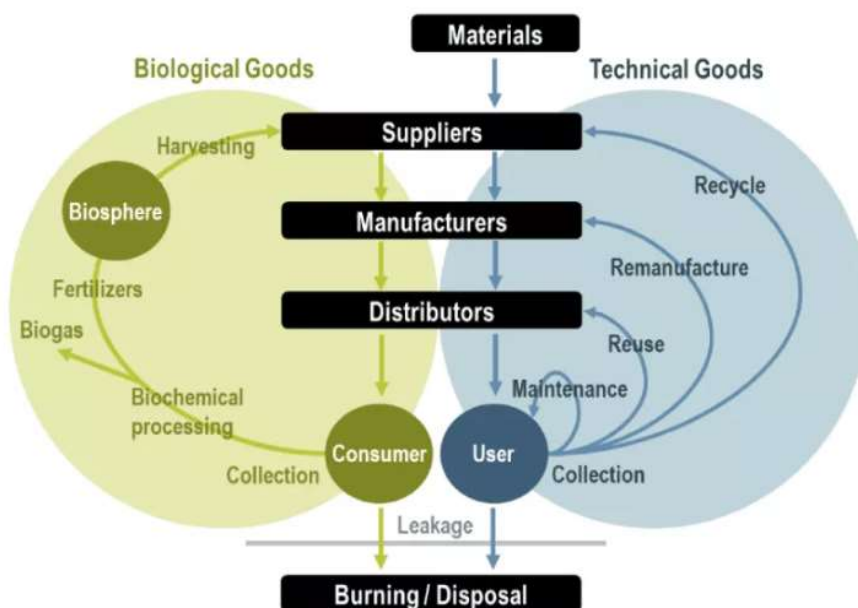 Materials
Biological Goods
Technical Goods
Harvesting
Suppliers
Recycle
Biosphere
Manufacturers
Remanufacture
Fertilizers
Distributors
Biogas
Reuse
Maintenance
Biochemical
processing
Consumer
User
Collection
Collection
Leakage
Burning / Disposal